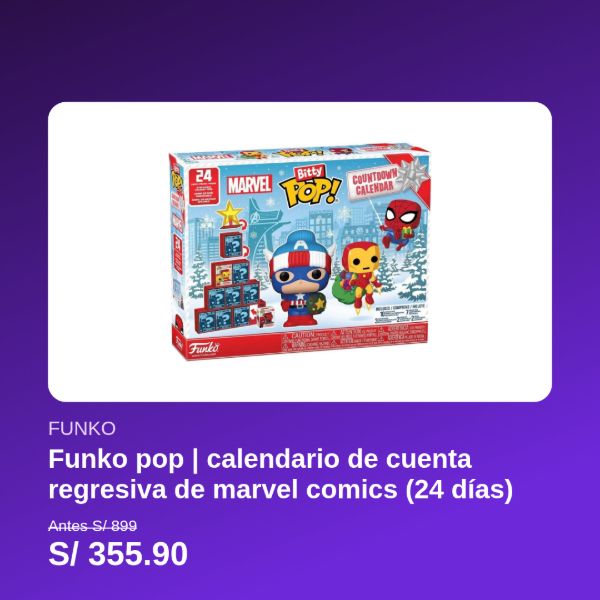 24
MARVEL
Bitty
POP!
COUNTDOWN
CALENDAR
24
Funko
FUNKO
Funko pop | calendario de cuenta
regresiva de marvel comics (24 días)
Antes S/ 899
S/ 355.90